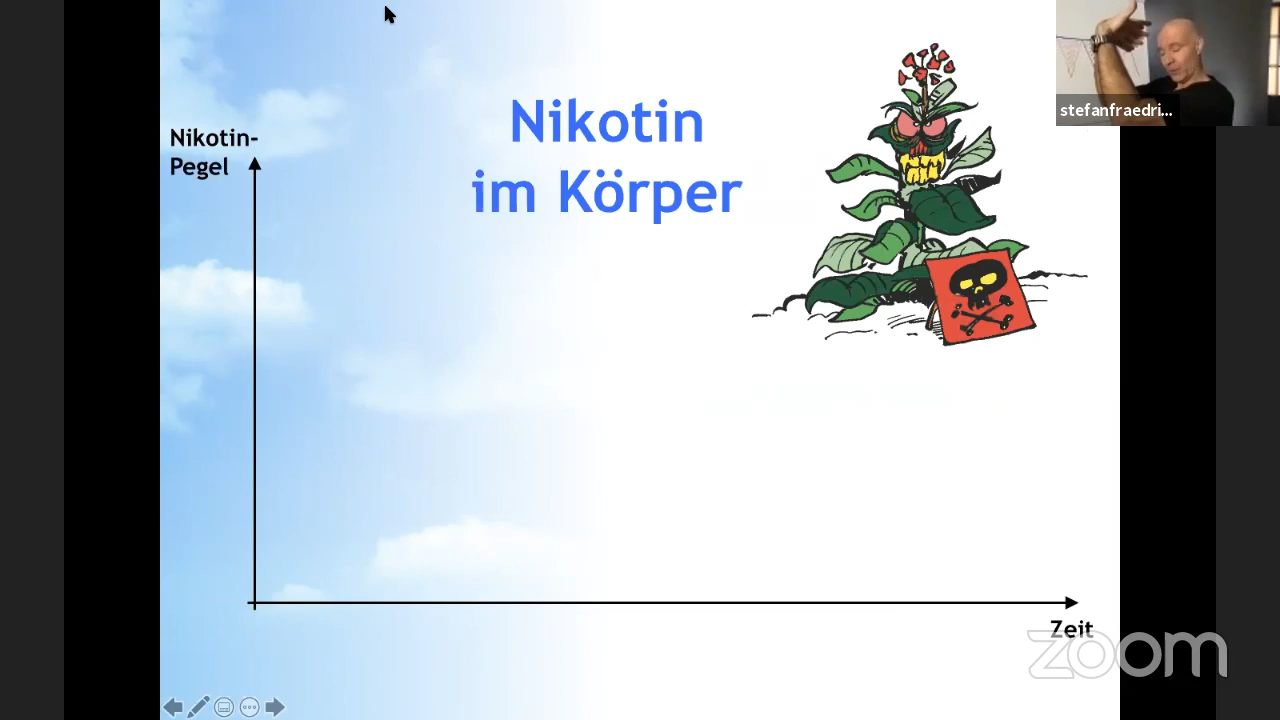 stefanfraedri...
Nikotin
im Körper
Nikotin-
Pegel
Zeit
zoom